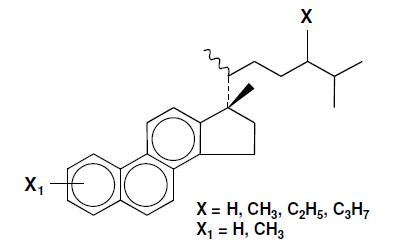 X
X₁
X = H, CH₃, C₂H₅, C₃H₇
X₁ = H, CH₃